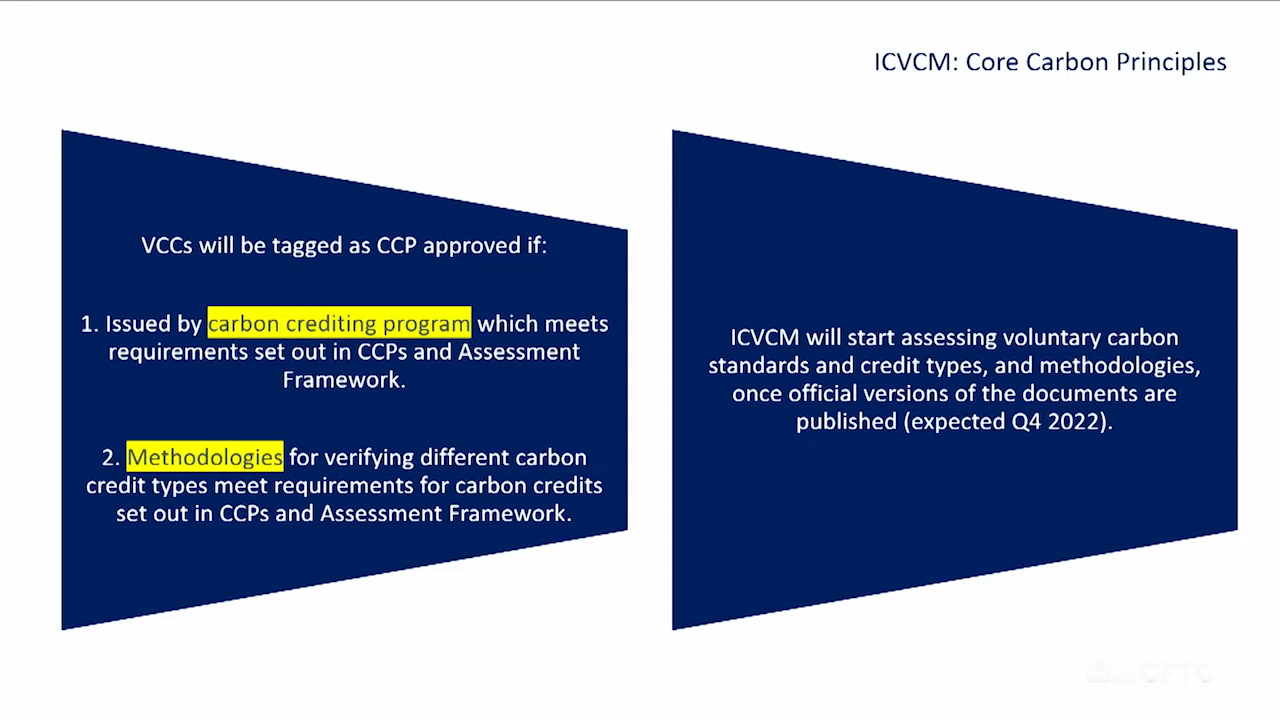 ICVCM: Core Carbon Principles
VCCs will be tagged as CCP approved if:
1. Issued by carbon crediting program which meets
requirements set out in CCPs and Assessment
Framework.
2. Methodologies for verifying different carbon
credit types meet requirements for carbon credits
set out in CCPs and Assessment Framework.
ICVCM will start assessing voluntary carbon
standards and credit types, and methodologies,
once official versions of the documents are
published (expected Q4 2022).
CFTC